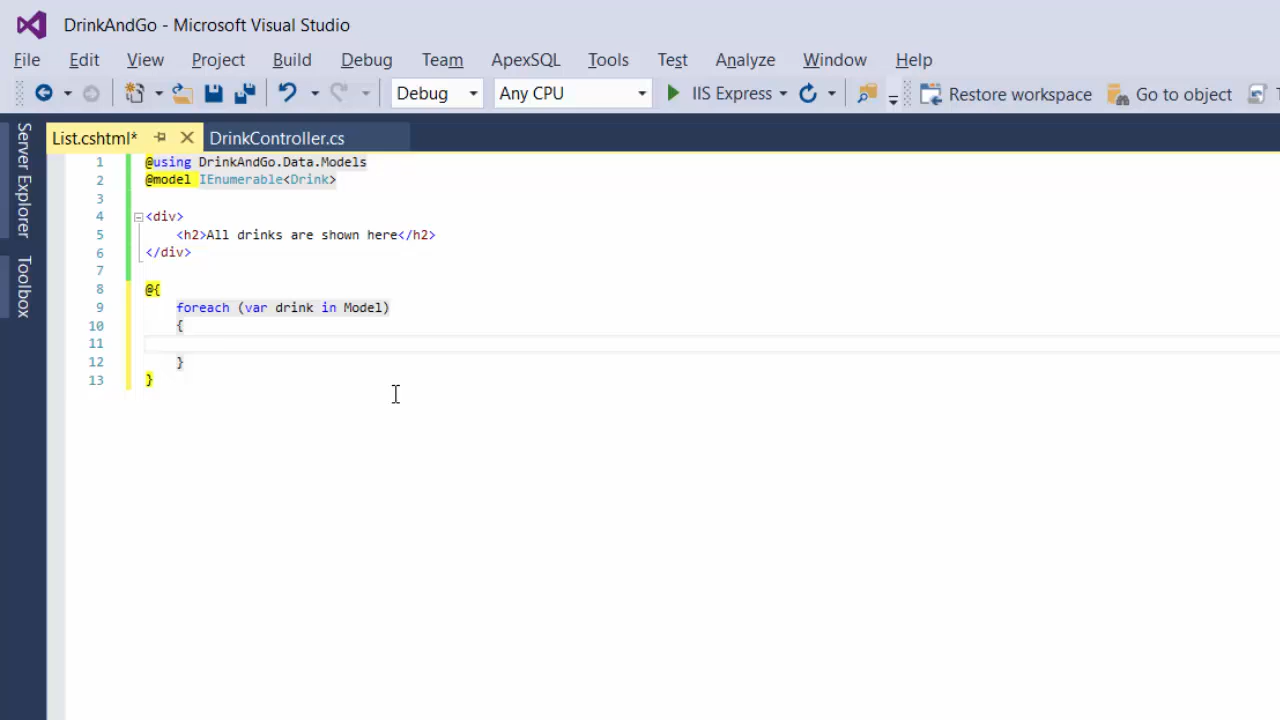 DrinkAndGo - Microsoft Visual Studio
File Edit View Project Build Debug Team ApexSQL Tools Test Analyze Window Help
Debug Any CPU IIS Express Restore workspace Go to object
List.cshtml* DrinkController.cs
Server Explorer
Toolbox
1 @using DrinkAndGo.Data.Models
2 @model IEnumerable<Drink>
3
4 <div>
5 <h2>All drinks are shown here</h2>
6 </div>
7
8 @{
9 foreach (var drink in Model)
10 {
11
12 }
13 }